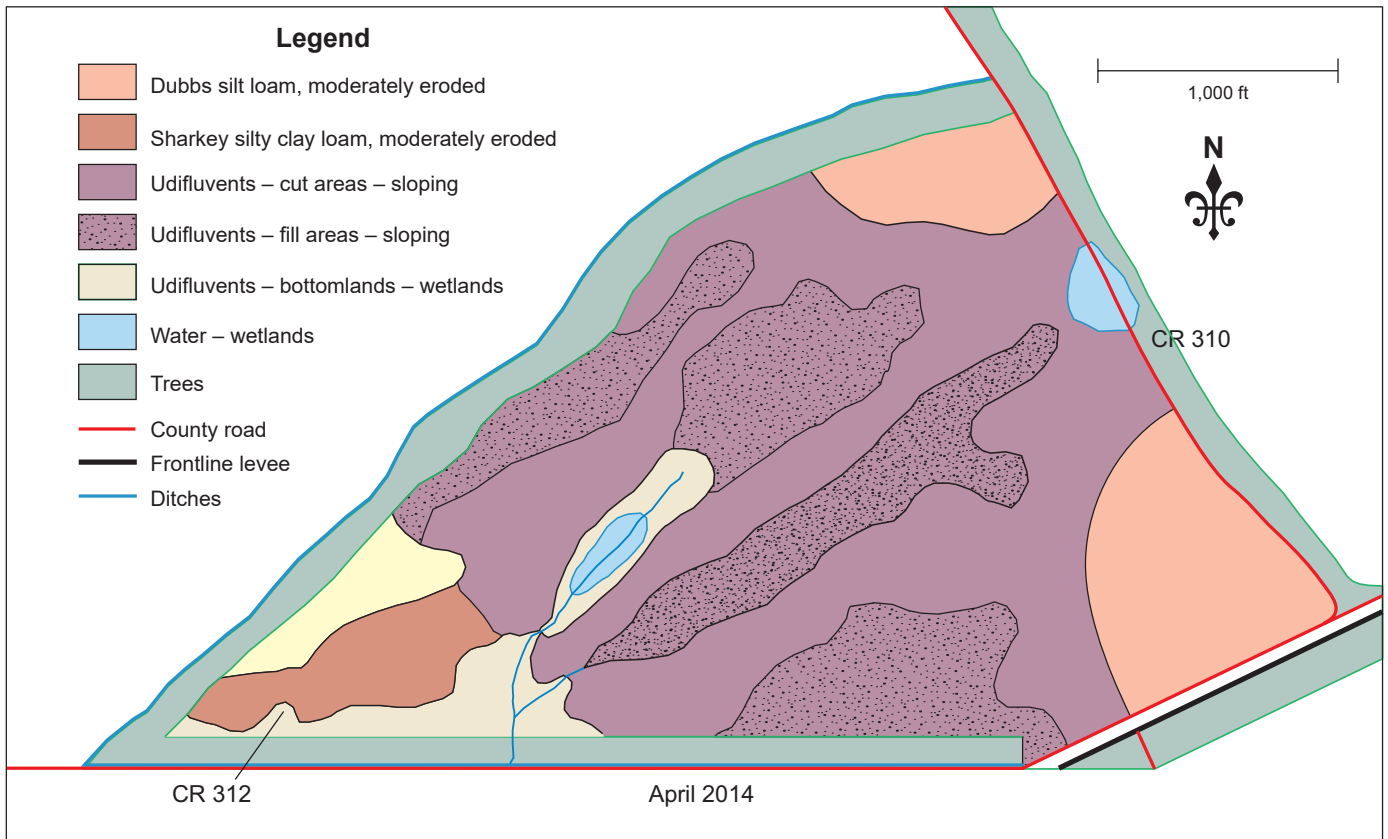 Legend
Dubbs silt loam, moderately eroded
Sharkey silty clay loam, moderately eroded
Udifluvents – cut areas – sloping
Udifluvents – fill areas – sloping
Udifluvents – bottomlands – wetlands
Water – wetlands
Trees
County road
Frontline levee
Ditches
1,000 ft
N
CR 310
CR 312
April 2014